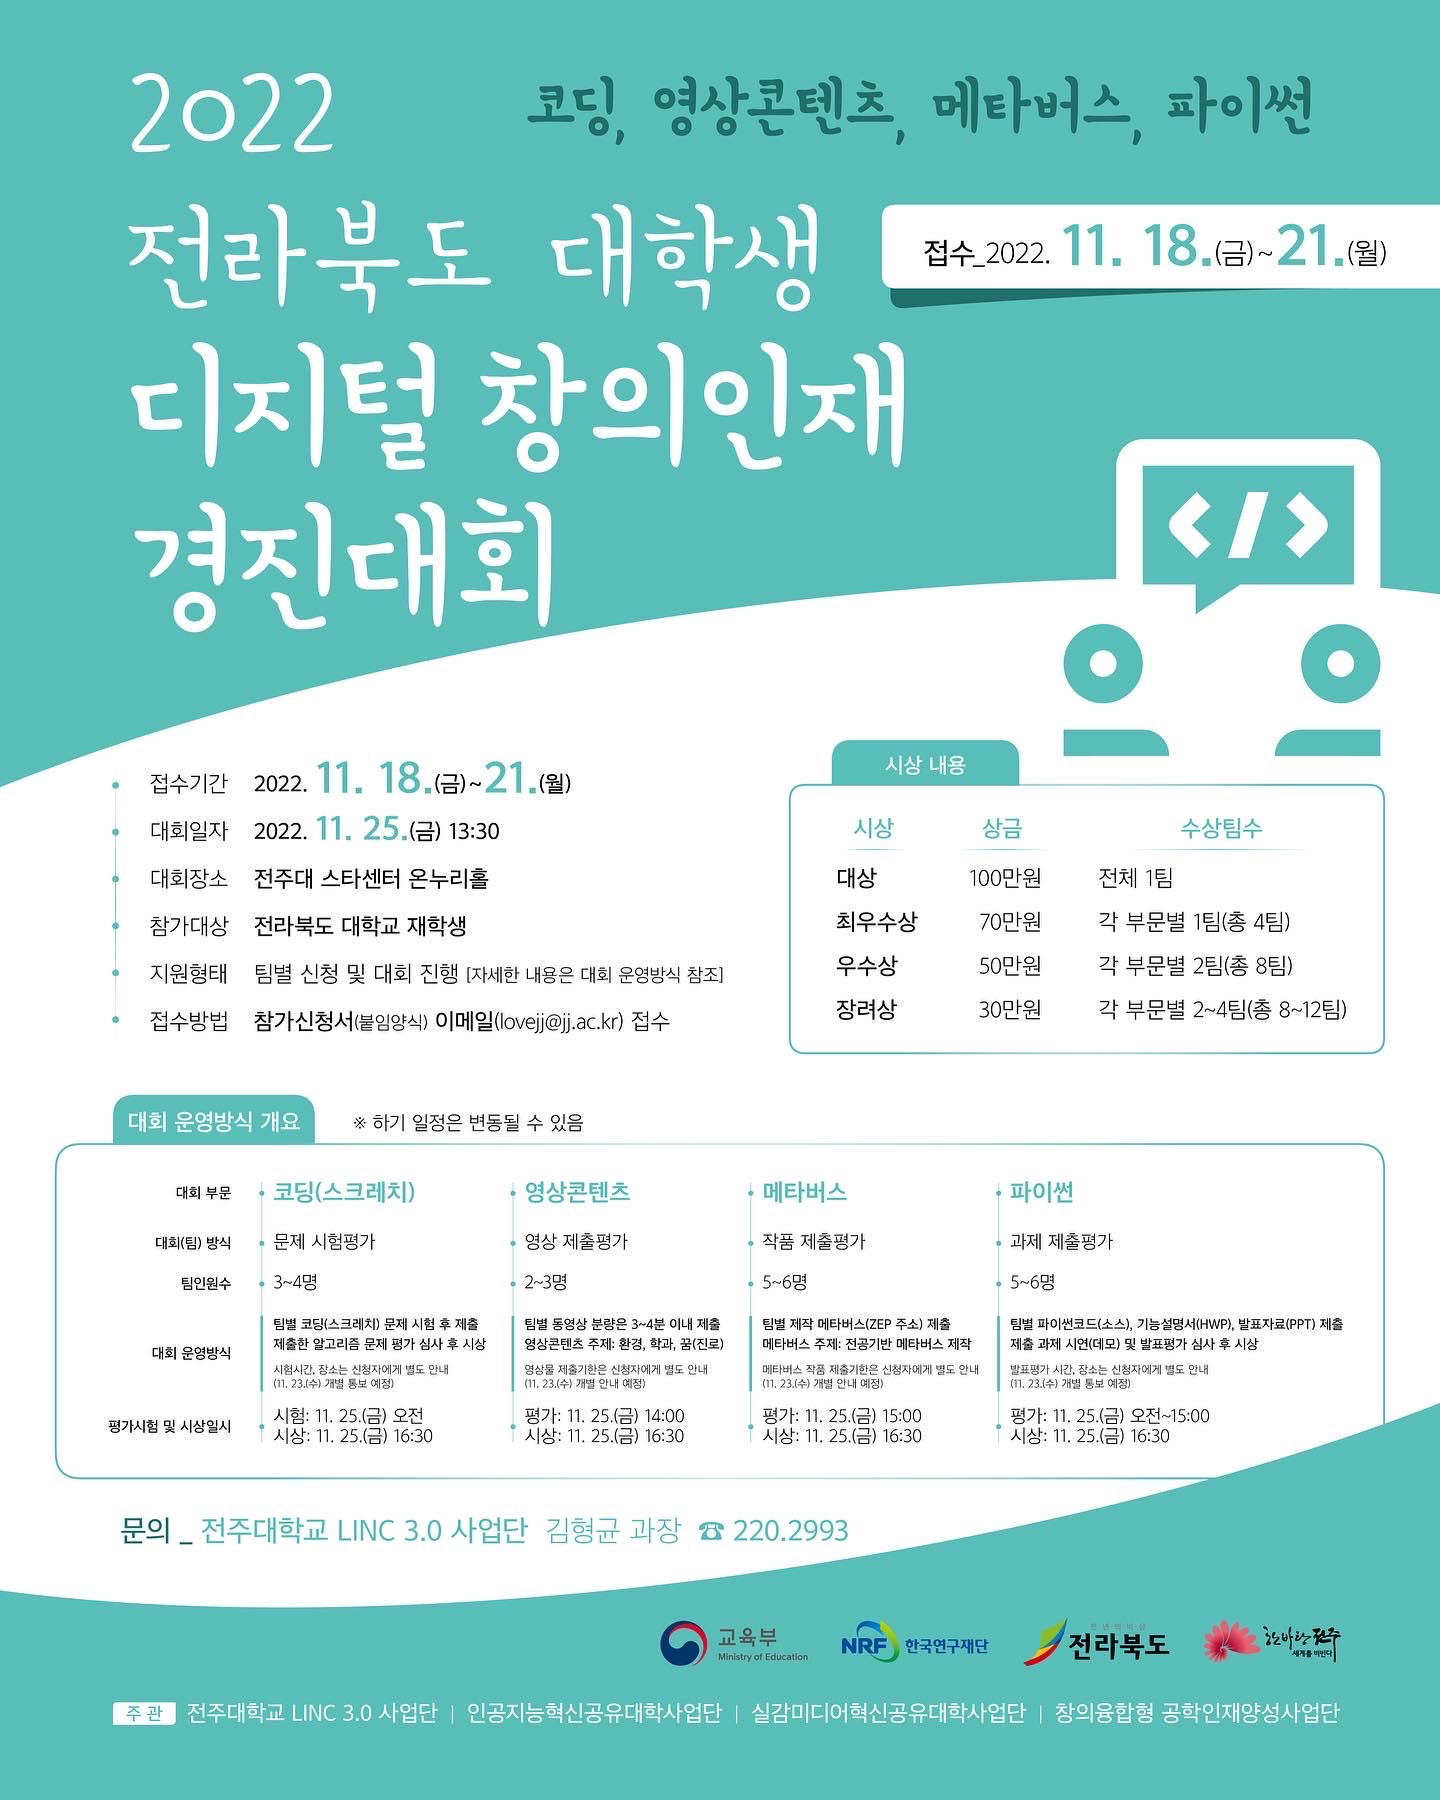 2022
코딩, 영상콘텐츠, 메타버스, 파이썬
전라북도 대학생
접수_2022. 11. 18.(금)~21.(월)
디지털 창의인재
경진대회
</>
접수기간 2022. 11. 18.(금)~21.(월)
대회일자 2022. 11. 25.(금) 13:30
대회장소 전주대 스타센터 온누리홀
참가대상 전라북도 대학교 재학생
지원형태 팀별 신청 및 대회 진행 [자세한 내용은 대회 운영방식 참조]
접수방법 참가신청서(붙임양식) 이메일(lovejj@jj.ac.kr) 접수
시상 내용
시상 상금 수상팀수
대상 100만원 전체 1팀
최우수상 70만원 각 부문별 1팀(총 4팀)
우수상 50만원 각 부문별 2팀(총 8팀)
장려상 30만원 각 부문별 2~4팀(총 8~12팀)
대회 운영방식 개요 ※ 하기 일정은 변동될 수 있음
대회 부문 코딩(스크레치) 영상콘텐츠 메타버스 파이썬
대회(팀) 방식 문제 시험평가 영상 제출평가 작품 제출평가 과제 제출평가
팀인원수 3~4명 2~3명 5~6명 5~6명
대회 운영방식
팀별 코딩(스크레치) 문제 시험 후 제출
제출한 알고리즘 문제 평가 심사 후 시상
시험시간, 장소는 신청자에게 별도 안내
(11. 23.(수) 개별 통보 예정)
팀별 동영상 분량은 3~4분 이내 제출
영상콘텐츠 주제: 환경, 학과, 꿈(진로)
영상물 제출기한은 신청자에게 별도 안내
(11. 23.(수) 개별 안내 예정)
팀별 제작 메타버스(ZEP 주소) 제출
메타버스 주제: 전공기반 메타버스 제작
메타버스 작품 제출기한은 신청자에게 별도 안내
(11. 23.(수) 개별 안내 예정)
팀별 파이썬코드(소스), 기능설명서(HWP), 발표자료(PPT) 제출
제출 과제 시연(데모) 및 발표평가 심사 후 시상
발표평가 시간, 장소는 신청자에게 별도 안내
(11. 23.(수) 개별 통보 예정)
평가시험 및 시상일시
시험: 11. 25.(금) 오전
시상: 11. 25.(금) 16:30
평가: 11. 25.(금) 14:00
시상: 11. 25.(금) 16:30
평가: 11. 25.(금) 15:00
시상: 11. 25.(금) 16:30
평가: 11. 25.(금) 오전~15:00
시상: 11. 25.(금) 16:30
문의 _ 전주대학교 LINC 3.0 사업단 김형균 과장 ☎ 220.2993
교육부
Ministry of Education
NRF 한국연구재단
천년의비상
전라북도
한바탕전주
세계를 비빈다
주관 전주대학교 LINC 3.0 사업단 | 인공지능혁신공유대학사업단 | 실감미디어혁신공유대학사업단 | 창의융합형 공학인재양성사업단